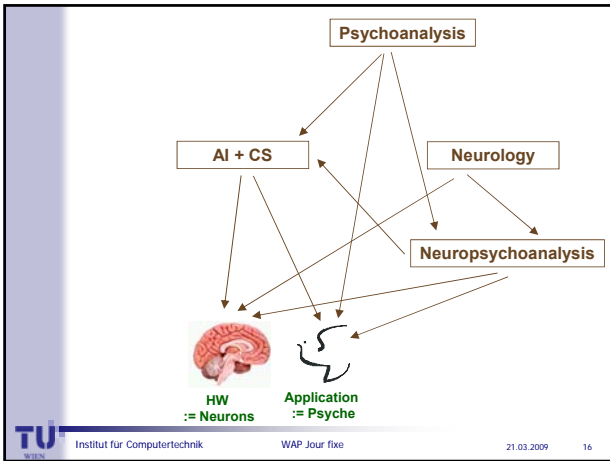 Psychoanalysis
AI + CS
Neurology
Neuropsychoanalysis
HW
:= Neurons
Application
:= Psyche
TU
WIEN
Institut für Computertechnik
WAP Jour fixe
21.03.2009
16